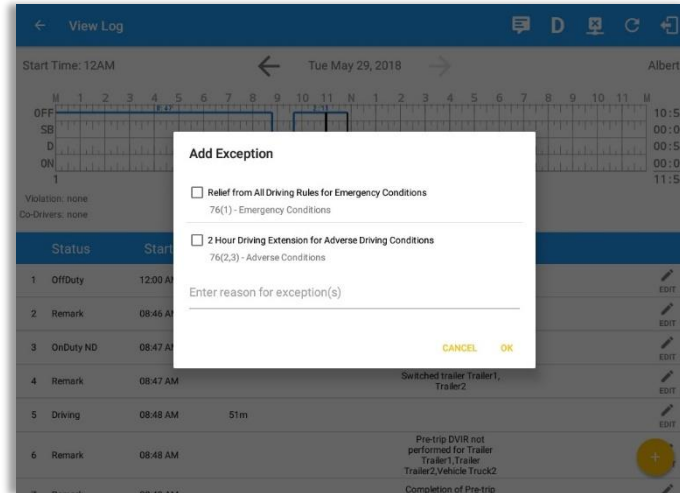 View Log
D
Start Time: 12AM
Tue May 29, 2018
Albert
M 1 2 3 4 5 6 7 8 9 10 11 N 1 2 3 4 5 6 7 8 9 10 11 M
OFF 8:47 2:11 10:5
SB 00:0
D 00:5
ON 00:0
1 11:5
Violation: none
Co-Drivers: none
Add Exception
Relief from All Driving Rules for Emergency Conditions
76(1) - Emergency Conditions
2 Hour Driving Extension for Adverse Driving Conditions
76(2,3) - Adverse Conditions
Enter reason for exception(s)
CANCEL OK
Status Start
1 OffDuty 12:00 AM EDIT
2 Remark 08:46 AM EDIT
3 OnDuty ND 08:47 AM EDIT
4 Remark 08:47 AM Switched trailer Trailer1,
Trailer2 EDIT
5 Driving 08:48 AM 51m EDIT
6 Remark 08:48 AM Pre-trip DVIR not
performed for Trailer
Trailer1,Trailer
Trailer2,Vehicle Truck2
+
Completion of Pre-trip